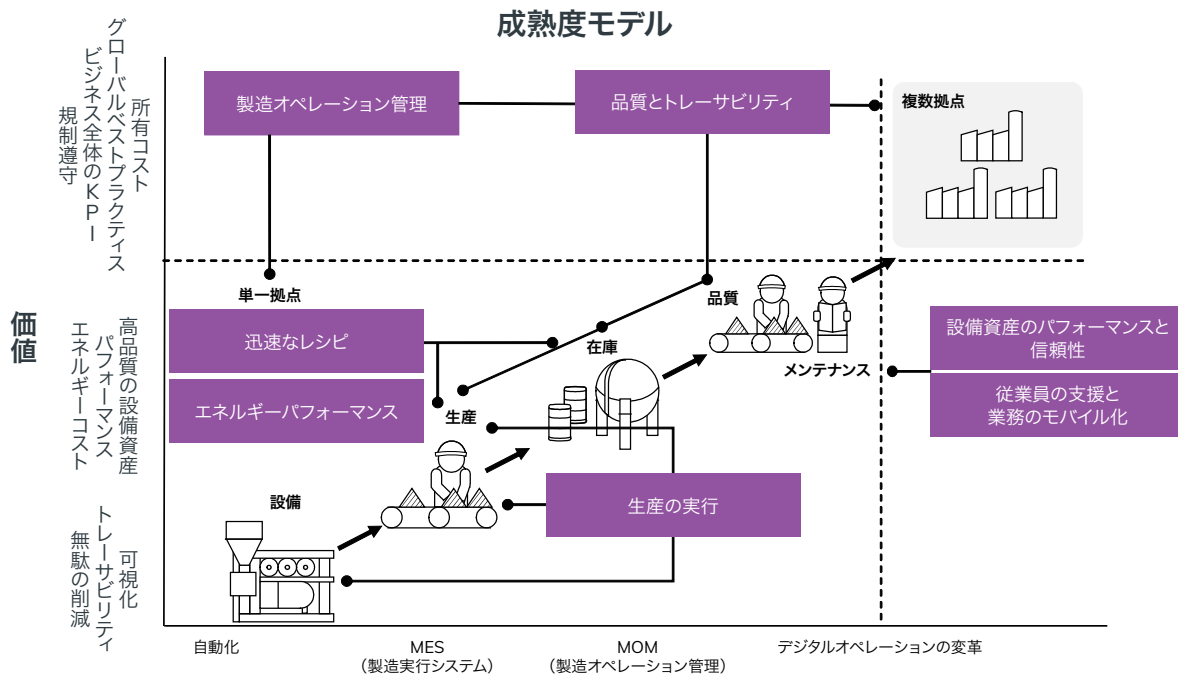 成熟度モデル
価値
所有コスト
グローバルベストプラクティス
ビジネス全体のKPI
規制遵守
高品質の設備資産
パフォーマンス
エネルギーコスト
可視化
トレーサビリティ
無駄の削減
製造オペレーション管理
品質とトレーサビリティ
複数拠点
単一拠点
迅速なレシピ
エネルギーパフォーマンス
品質
在庫
メンテナンス
生産
設備
生産の実行
設備資産のパフォーマンスと
信頼性
従業員の支援と
業務のモバイル化
自動化
MES
（製造実行システム）
MOM
（製造オペレーション管理）
デジタルオペレーションの変革